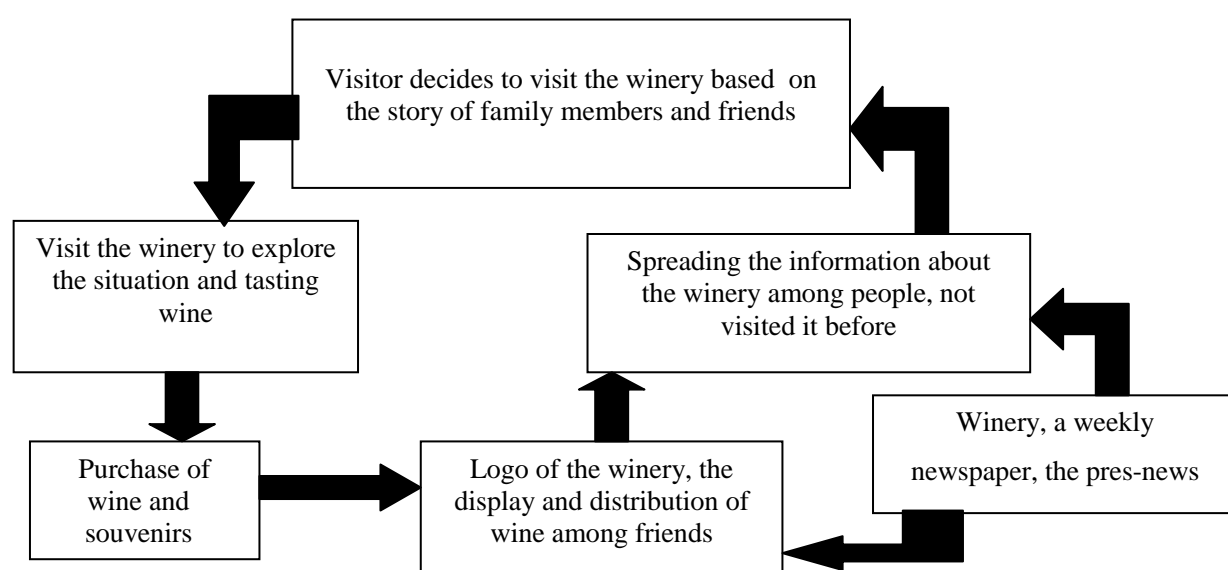 Visitor decides to visit the winery based on
the story of family members and friends
Visit the winery to explore
the situation and tasting
wine
Spreading the information about
the winery among people, not
visited it before
Purchase of
wine and
souvenirs
Logo of the winery, the
display and distribution of
wine among friends
Winery, a weekly
newspaper, the pres-news